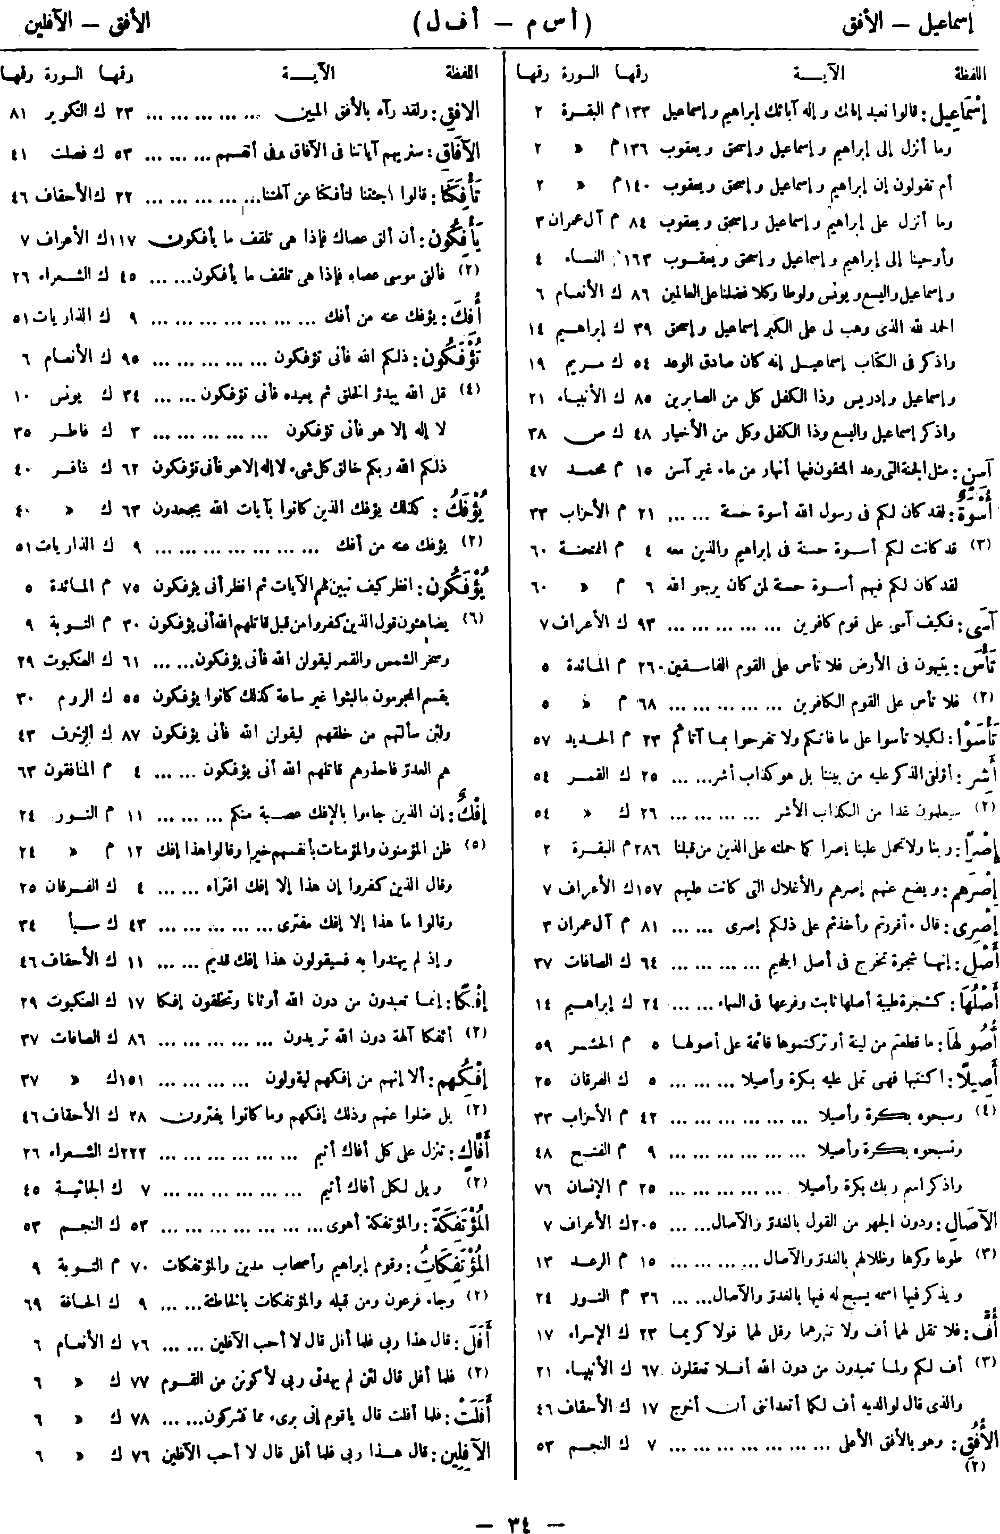 إسماعيل — الأفق
( أ س م — أ ف ل )
الأفق — الآفلين
اللفظة الآيــة رقمها السورة رقمها
إسْمَاعِيل : قالوا نعبد إلهك وإله آبائك إبراهيم وإسماعيل ١٣٣ م البقرة ٢
وما أنزل إلى إبراهيم وإسماعيل وإسحق ويعقوب ١٣٦ م » ٢
أم تقولون إن إبراهيم وإسماعيل وإسحق ويعقوب ١٤٠ م » ٢
وما أنزل على إبراهيم وإسماعيل وإسحق ويعقوب ٨٤ م آل عمران ٣
وأوحينا إلى إبراهيم وإسماعيل وإسحق ويعقوب ١٦٣ م النساء ٤
وإسماعيل واليسع ويونس ولوطا وكلا فضلنا على العالمين ٨٦ ك الأنعام ٦
الحمد لله الذى وهب لى على الكبر إسماعيل وإسحق ٣٩ ك إبراهيم ١٤
واذكر فى الكتاب إسماعيل إنه كان صادق الوعد ٥٤ ك مريم ١٩
وإسماعيل وإدريس وذا الكفل كل من الصابرين ٨٥ ك الأنبياء ٢١
واذكر إسماعيل واليسع وذا الكفل وكل من الأخيار ٤٨ ك ص ٣٨
آسن : مثل الجنة التى وعد المتقون فيها أنهار من ماء غير آسن ١٥ م محمد ٤٧
أُسْوَةٌ : لقد كان لكم فى رسول الله أسوة حسنة ... ... ٢١ م الأحزاب ٣٣
(٣) قد كانت لكم أسوة حسنة فى إبراهيم والذين معه ٤ م الممتحنة ٦٠
لقد كان لكم فيهم أسوة حسنة لمن كان يرجو الله ٦ م » ٦٠
آسَى : فكيف آسى على قوم كافرين ... ... ... ... ... ٩٣ ك الأعراف ٧
تَأْسَ : يتيهون فى الأرض فلا تأس على القوم الفاسقين ٢٦ م المائدة ٥
(٢) فلا تأس على القوم الكافرين ... ... ... ... ... ٦٨ م » ٥
تَأْسَوْا : لكيلا تأسوا على ما فاتكم ولا تفرحوا بما آتاكم ٢٣ م الحديد ٥٧
أَشِر : أؤلقى الذكر عليه من بيننا بل هو كذاب أشر ... ... ٢٥ ك القمر ٥٤
(٢) سيعلمون غدا من الكذاب الأشر ... ... ... ... ٢٦ ك » ٥٤
إصْرًا : ربنا ولا تحمل علينا إصرا كما حملته على الذين من قبلنا ٢٨٦ م البقرة ٢
إصْرَهم : ويضع عنهم إصرهم والأغلال التى كانت عليهم ١٥٧ ك الأعراف ٧
إصْرِى : قال ءأقررتم وأخذتم على ذلكم إصرى ... ... ٨١ م آل عمران ٣
أَصْل : إنها شجرة تخرج فى أصل الجحيم ... ... ... ... ٦٤ ك الصافات ٣٧
أَصْلُهَا : كشجرة طيبة أصلها ثابت وفرعها فى السماء ... ... ٢٤ ك إبراهيم ١٤
أُصُولهَا : ما قطعتم من لينة أو تركتموها قائمة على أصولها ٥ م الحشر ٥٩
أَصِيلًا : اكتتبها فهى تملى عليه بكرة وأصيلا ... ... ... ٥ ك الفرقان ٢٥
(٤) وسبحوه بكرة وأصيلا ... ... ... ... ... ... ٤٢ م الأحزاب ٣٣
وتسبحوه بكرة وأصيلا ... ... ... ... ... ... ٩ م الفتح ٤٨
واذكر اسم ربك بكرة وأصيلا ... ... ... ... ... ٢٥ م الإنسان ٧٦
الآصَالِ : ودون الجهر من القول بالغدو والآصال ... ... ٢٠٥ ك الأعراف ٧
(٣) طوعا وكرها وظلالهم بالغدو والآصال ... ... ... ... ١٥ م الرعد ١٣
ويذكر فيها اسمه يسبح له فيها بالغدو والآصال ... ... ٣٦ م النور ٢٤
أُفّ : فلا تقل لهما أف ولا تنهرهما وقل لهما قولا كريما ٢٣ ك الإسراء ١٧
(٣) أف لكم ولما تعبدون من دون الله أفلا تعقلون ٦٧ ك الأنبياء ٢١
والذى قال لوالديه أف لكما أتعداننى أن أخرج ١٧ ك الأحقاف ٤٦
الأُفُقِ : وهو بالأفق الأعلى ... ... ... ... ... ... ... ٧ ك النجم ٥٣
(٢)
اللفظة الآيــة رقمها السورة رقمها
الافقِ : ولقد رآه بالأفق المبين ... ... ... ... ... ٢٣ ك التكوير ٨١
الآفَاقِ : سنريهم آياتنا فى الآفاق وفى أنفسهم ... ... ... ٥٣ ك فصلت ٤١
تَأْفِكَنَا : قالوا أجئتنا لتأفكنا عن آلهتنا ... ... ... ... ... ٢٢ ك الأحقاف ٤٦
يَأْفِكُون : أن ألق عصاك فإذا هى تلقف ما يأفكون ١١٧ ك الأعراف ٧
(٢) فألقى موسى عصاه فإذا هى تلقف ما يأفكون ... ... ٤٥ ك الشعراء ٢٦
أُفِكَ : يؤفك عنه من أفك ... ... ... ... ... ... ٩ ك الذاريات ٥١
تُؤْفَكُون : ذلكم الله فأنى تؤفكون ... ... ... ... ... ٩٥ ك الأنعام ٦
(٤) قل الله يبدؤ الخلق ثم يعيده فأنى تؤفكون ... ... ٣٤ ك يونس ١٠
لا إله إلا هو فأنى تؤفكون ... ... ... ... ... ٣ ك فاطر ٣٥
ذلكم الله ربكم خالق كل شىء لا إله إلا هو فأنى تؤفكون ٦٢ ك غافر ٤٠
يُؤْفَكُ : كذلك يؤفك الذين كانوا بآيات الله يجحدون ٦٣ ك » ٤٠
(٢) يؤفك عنه من أفك ... ... ... ... ... ... ... ٩ ك الذاريات ٥١
يُؤْفَكُون : انظر كيف نبين لهم الآيات ثم انظر أنى يؤفكون ٧٥ م المائدة ٥
(٦) يضاهئون قول الذين كفروا من قبل قاتلهم الله أنى يؤفكون ٣٠ م التوبة ٩
وسخر الشمس والقمر ليقولن الله فأنى يؤفكون ... ... ٦١ ك العنكبوت ٢٩
يقسم المجرمون ما لبثوا غير ساعة كذلك كانوا يؤفكون ٥٥ ك الروم ٣٠
ولئن سألتهم من خلقهم ليقولن الله فأنى يؤفكون ٨٧ ك الزخرف ٤٣
هم العدو فاحذرهم قاتلهم الله أنى يؤفكون ... ... ٤ م المنافقون ٦٣
إفْكٌ : إن الذين جاءوا بالإفك عصبة منكم ... ... ... ١١ م النور ٢٤
(٥) ظن المؤمنون والمؤمنات بأنفسهم خيرا وقالوا هذا إفك ١٢ م » ٢٤
وقال الذين كفروا إن هذا إلا إفك افتراه ... ... ٤ ك الفرقان ٢٥
وقالوا ما هذا إلا إفك مفترى ... ... ... ... ... ٤٣ ك سبأ ٣٤
وإذ لم يهتدوا به فسيقولون هذا إفك قديم ... ... ١١ ك الأحقاف ٤٦
إفْكًا : إنما تعبدون من دون الله أوثانا وتخلقون إفكا ١٧ ك العنكبوت ٢٩
(٢) أئفكا آلهة دون الله تريدون ... ... ... ... ... ٨٦ ك الصافات ٣٧
إفْكِهِم : ألا إنهم من إفكهم ليقولون ... ... ... ... ١٥١ ك » ٣٧
(٢) بل ضلوا عنهم وذلك إفكهم وما كانوا يفترون ٢٨ ك الأحقاف ٤٦
أَفَّاكٍ : تنزل على كل أفاك أثيم ... ... ... ... ... ... ٢٢٢ ك الشعراء ٢٦
(٢) ويل لكل أفاك أثيم ... ... ... ... ... ... ٧ ك الجاثية ٤٥
المُؤْتَفِكَةَ : والمؤتفكة أهوى ... ... ... ... ... ... ... ٥٣ ك النجم ٥٣
المُؤْتَفِكَاتُ : وقوم إبراهيم وأصحاب مدين والمؤتفكات ٧٠ م التوبة ٩
(٢) وجاء فرعون ومن قبله والمؤتفكات بالخاطئة ... ... ٩ ك الحاقة ٦٩
أَفَلَ : قال هذا ربى فلما أفل قال لا أحب الآفلين ... ... ٧٦ ك الأنعام ٦
(٢) فلما أفل قال لئن لم يهدنى ربى لأكونن من القوم ٧٧ ك » ٦
أَفَلَتْ : فلما أفلت قال يا قوم إنى برىء مما تشركون ... ... ٧٨ ك » ٦
الآفِلِين : قال هذا ربى فلما أفل قال لا أحب الآفلين ٧٦ ك » ٦
— ٣٤ —